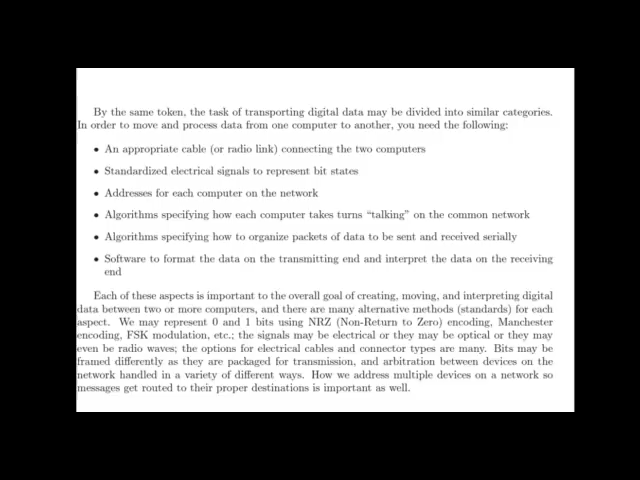 By the same token, the task of transporting digital data may be divided into similar categories.
In order to move and process data from one computer to another, you need the following:
• An appropriate cable (or radio link) connecting the two computers
• Standardized electrical signals to represent bit states
• Addresses for each computer on the network
• Algorithms specifying how each computer takes turns “talking” on the common network
• Algorithms specifying how to organize packets of data to be sent and received serially
• Software to format the data on the transmitting end and interpret the data on the receiving
end
Each of these aspects is important to the overall goal of creating, moving, and interpreting digital
data between two or more computers, and there are many alternative methods (standards) for each
aspect. We may represent 0 and 1 bits using NRZ (Non-Return to Zero) encoding, Manchester
encoding, FSK modulation, etc.; the signals may be electrical or they may be optical or they may
even be radio waves; the options for electrical cables and connector types are many. Bits may be
framed differently as they are packaged for transmission, and arbitration between devices on the
network handled in a variety of different ways. How we address multiple devices on a network so
messages get routed to their proper destinations is important as well.